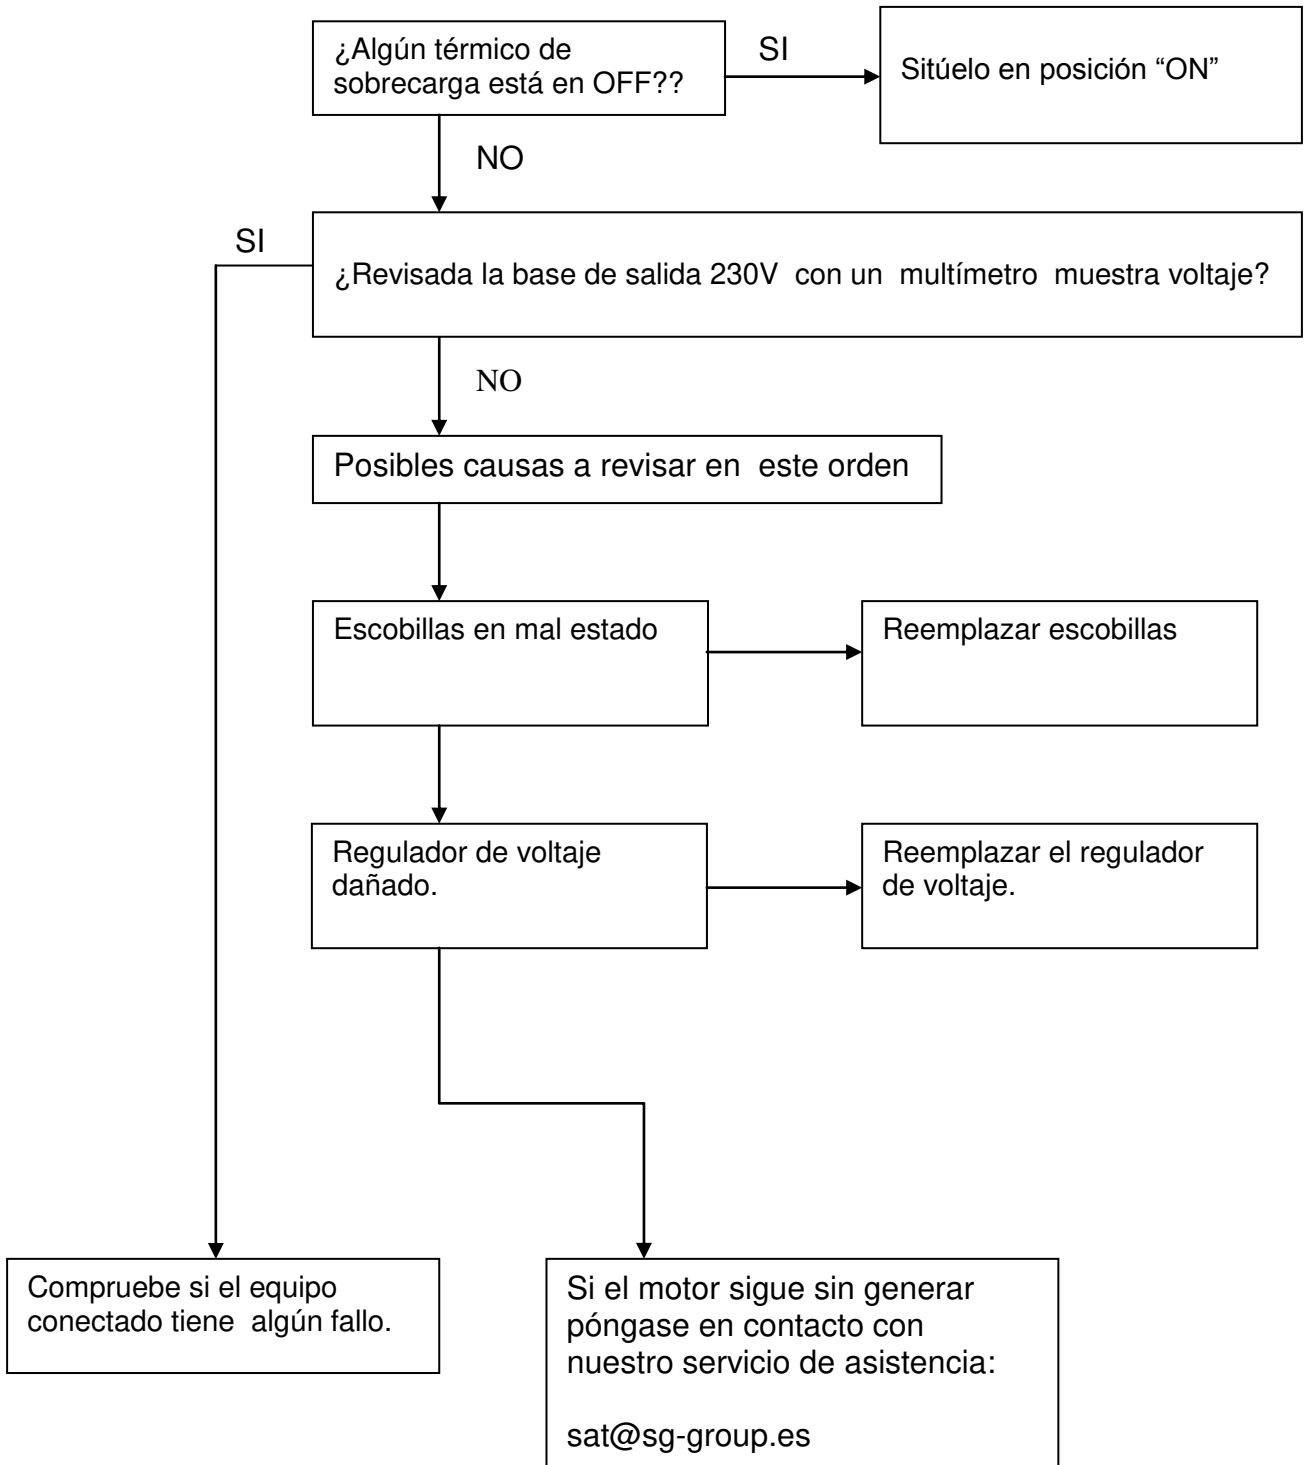 ¿Algún térmico de
sobrecarga está en OFF??
SI
Sitúelo en posición “ON”
NO
SI
¿Revisada la base de salida 230V con un multímetro muestra voltaje?
NO
Posibles causas a revisar en este orden
Escobillas en mal estado
Reemplazar escobillas
Regulador de voltaje
dañado.
Reemplazar el regulador
de voltaje.
Compruebe si el equipo
conectado tiene algún fallo.
Si el motor sigue sin generar
póngase en contacto con
nuestro servicio de asistencia:
sat@sg-group.es